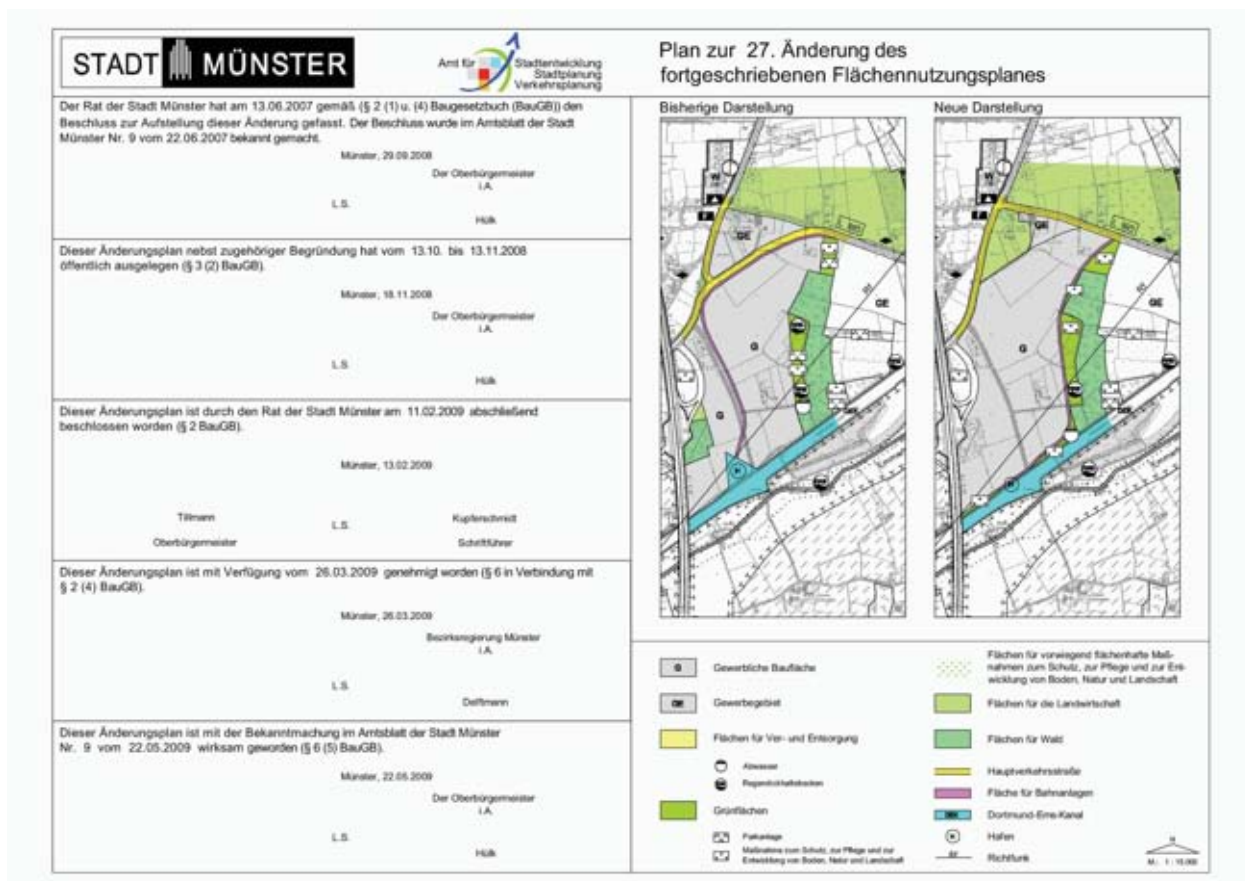 STADT MÜNSTER
Amt für
Stadtentwicklung
Stadtplanung
Verkehrsplanung
Plan zur 27. Änderung des
fortgeschriebenen Flächennutzungsplanes
Der Rat der Stadt Münster hat am 13.06.2007 gemäß (§ 2 (1) u. (4) Baugesetzbuch (BauGB)) den
Beschluss zur Aufstellung dieser Änderung gefasst. Der Beschluss wurde im Amtsblatt der Stadt
Münster Nr. 9 vom 22.06.2007 bekannt gemacht.
Münster, 29.09.2008
Der Oberbürgermeister
i.A.
L.S.
Hülk
Dieser Änderungsplan nebst zugehöriger Begründung hat vom 13.10. bis 13.11.2008
öffentlich ausgelegen (§ 3 (2) BauGB).
Münster, 18.11.2008
Der Oberbürgermeister
i.A.
L.S.
Hülk
Dieser Änderungsplan ist durch den Rat der Stadt Münster am 11.02.2009 abschließend
beschlossen worden (§ 2 BauGB).
Münster, 13.02.2009
Tillmann
L.S.
Kupferschmidt
Oberbürgermeister
Schriftführer
Dieser Änderungsplan ist mit Verfügung vom 26.03.2009 genehmigt worden (§ 6 in Verbindung mit
§ 2 (4) BauGB).
Münster, 26.03.2009
Bezirksregierung Münster
i.A.
L.S.
Delftmann
Dieser Änderungsplan ist mit der Bekanntmachung im Amtsblatt der Stadt Münster
Nr. 9 vom 22.05.2009 wirksam geworden (§ 6 (5) BauGB).
Münster, 22.05.2009
Der Oberbürgermeister
i.A.
L.S.
Hülk
Bisherige Darstellung
W
GE
GE
G
G
H
Neue Darstellung
W
GE
GE
G
H
G Gewerbliche Baufläche
GE Gewerbegebiet
Flächen für Ver- und Entsorgung
Abwasser
Regenrückhaltebecken
Grünflächen
Parkanlage
Maßnahme zum Schutz, zur Pflege und zur
Entwicklung von Boden, Natur und Landschaft
Flächen für vorwiegend flächenhafte Maß-
nahmen zum Schutz, zur Pflege und zur Ent-
wicklung von Boden, Natur und Landschaft
Flächen für die Landwirtschaft
Flächen für Wald
Hauptverkehrsstraße
Fläche für Bahnanlagen
Dortmund-Ems-Kanal
H Hafen
Richtfunk
N
M.: 1 : 15.000